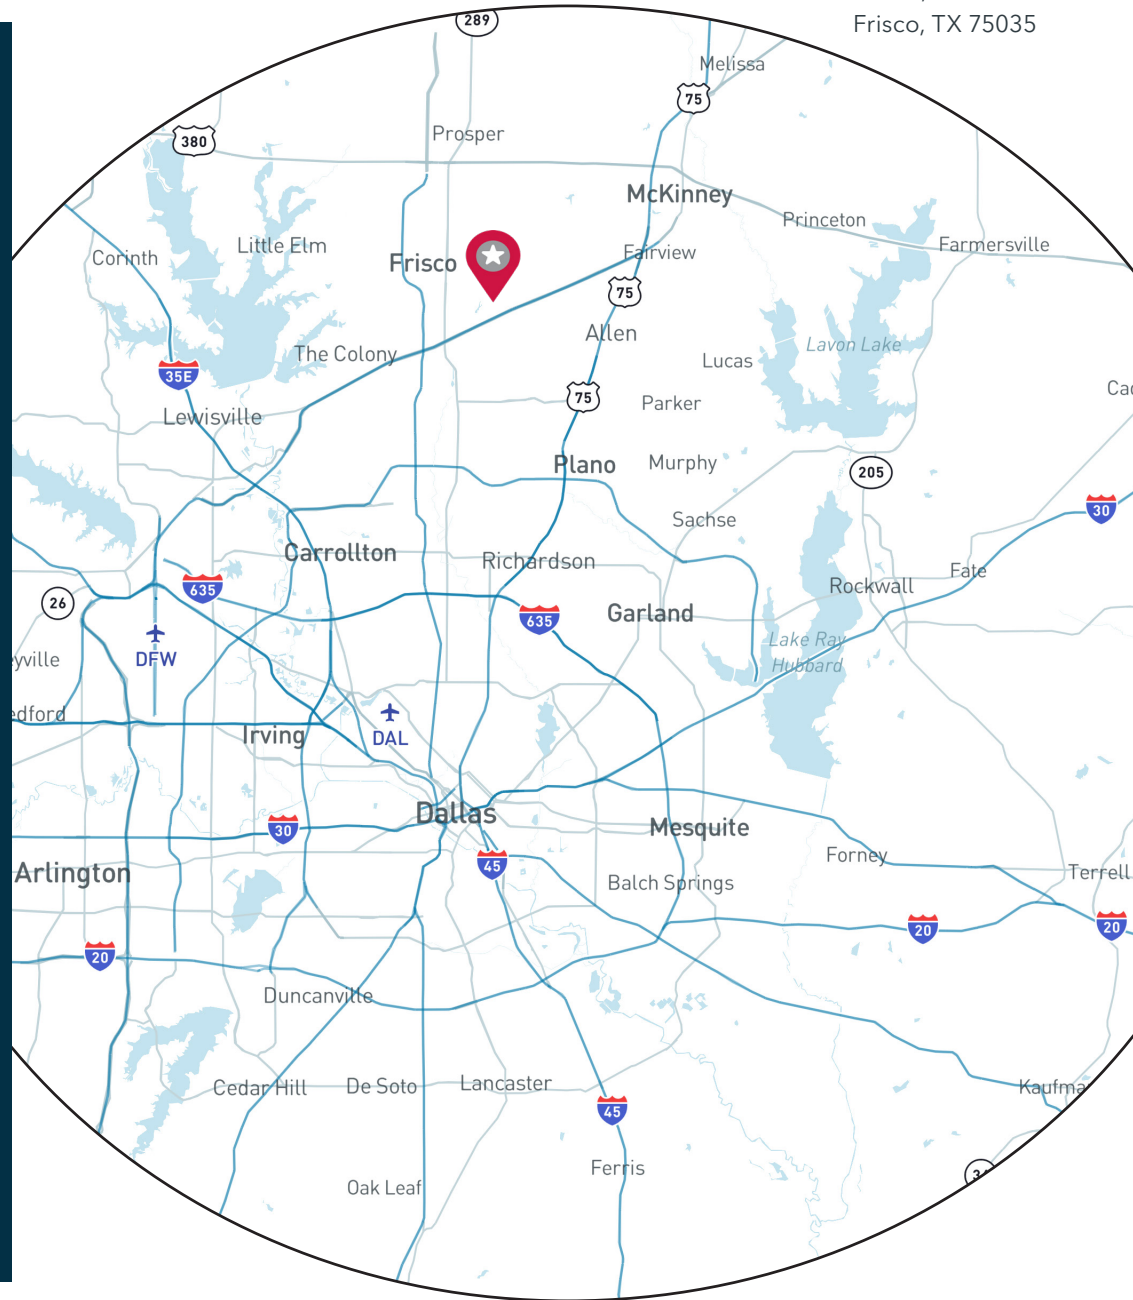 Frisco, TX 75035
289
Melissa
75
Prosper
380
McKinney
Princeton
Farmersville
Little Elm
Corinth
Frisco
Fairview
75
Allen
Lavon Lake
The Colony
Lucas
35E
75
Parker
Lewisville
Plano
Murphy
205
30
Sachse
Carrollton
Richardson
Fate
Rockwall
635
26
635
Garland
Lake Ray
Hubbard
DFW
eyville
edford
Irving
DAL
Dallas
30
Mesquite
45
Forney
Arlington
Balch Springs
Terrell
20
20
20
Duncanville
Cedar Hill
De Soto
Lancaster
Kaufma
45
Ferris
Oak Leaf